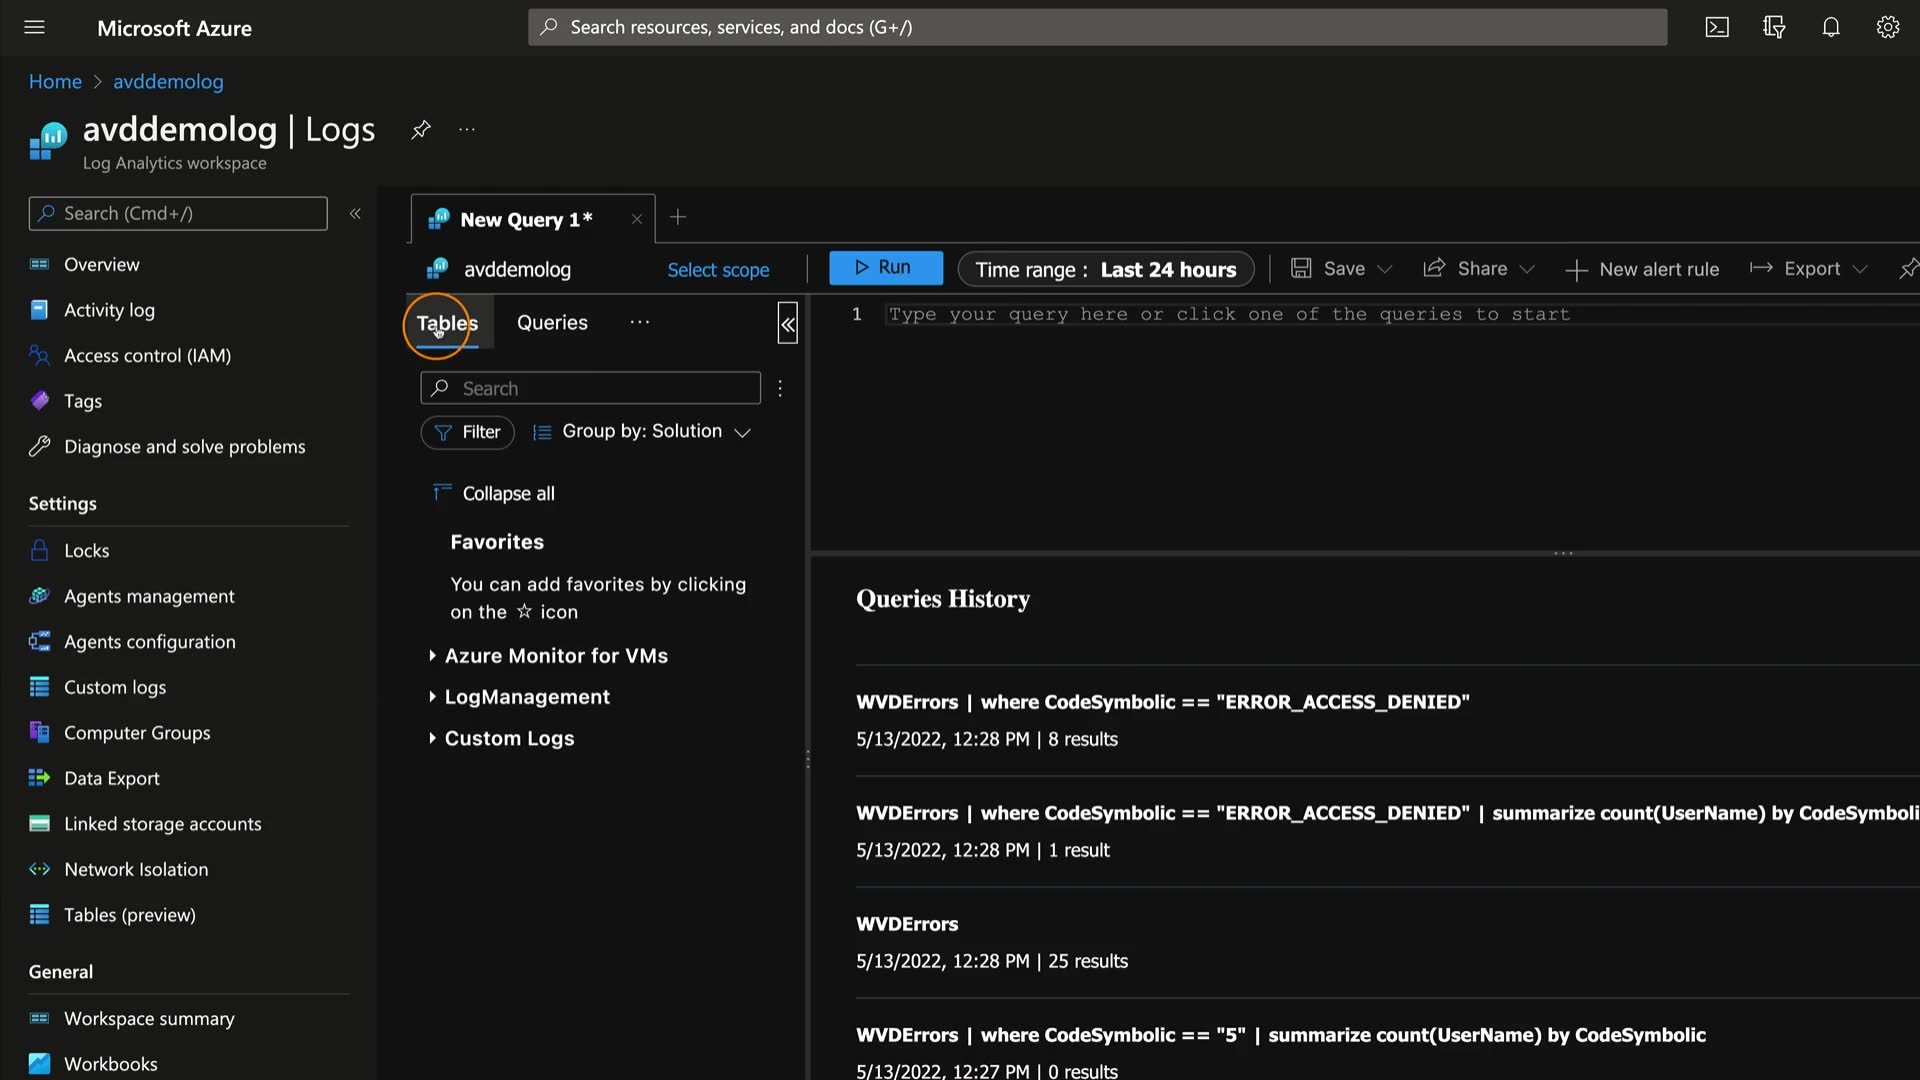 Microsoft Azure
Search resources, services, and docs (G+/)
Home > avddemolog
avddemolog | Logs
Log Analytics workspace
Search (Cmd+/)
Overview
Activity log
Access control (IAM)
Tags
Diagnose and solve problems
Settings
Locks
Agents management
Agents configuration
Custom logs
Computer Groups
Data Export
Linked storage accounts
Network Isolation
Tables (preview)
General
Workspace summary
Workbooks
New Query 1*
avddemolog
Select scope
Run
Time range : Last 24 hours
Save
Share
New alert rule
Export
Tables
Queries
Search
Filter
Group by: Solution
Collapse all
Favorites
You can add favorites by clicking
on the ☆ icon
Azure Monitor for VMs
LogManagement
Custom Logs
1 Type your query here or click one of the queries to start
Queries History
WVDErrors | where CodeSymbolic == "ERROR_ACCESS_DENIED"
5/13/2022, 12:28 PM | 8 results
WVDErrors | where CodeSymbolic == "ERROR_ACCESS_DENIED" | summarize count(UserName) by CodeSymboli
5/13/2022, 12:28 PM | 1 result
WVDErrors
5/13/2022, 12:28 PM | 25 results
WVDErrors | where CodeSymbolic == "5" | summarize count(UserName) by CodeSymbolic
5/13/2022, 12:27 PM | 0 results